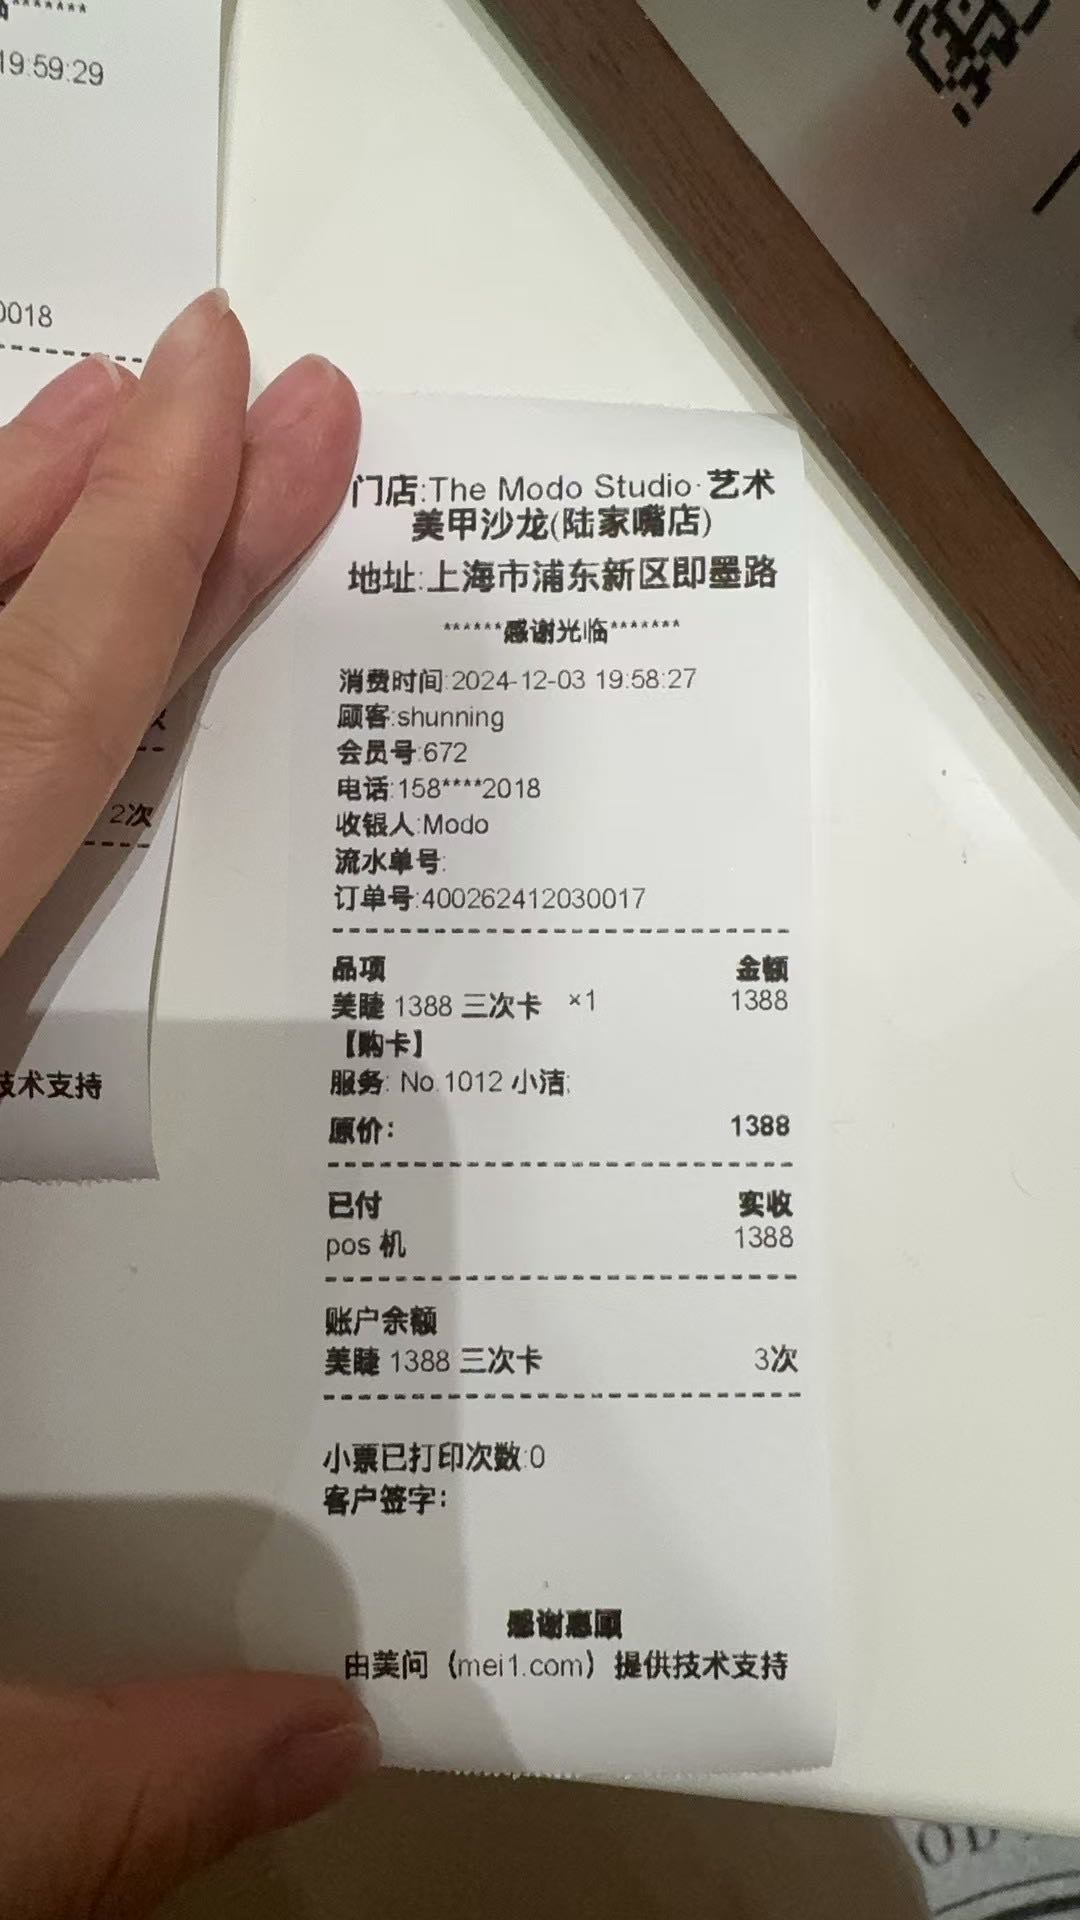 19:59:29
0018
2次
技术支持
门店:The Modo Studio·艺术
美甲沙龙(陆家嘴店)
地址:上海市浦东新区即墨路
******感谢光临*******
消费时间:2024-12-03 19:58:27
顾客:shunning
会员号:672
电话:158****2018
收银人:Modo
流水单号:
订单号:400262412030017
品项 金额
美睫 1388 三次卡 ×1 1388
【购卡】
服务: No.1012 小洁;
原价: 1388
已付 实收
pos 机 1388
账户余额
美睫 1388 三次卡 3次
小票已打印次数:0
客户签字:
感谢惠顾
由美问（mei1.com）提供技术支持
OD